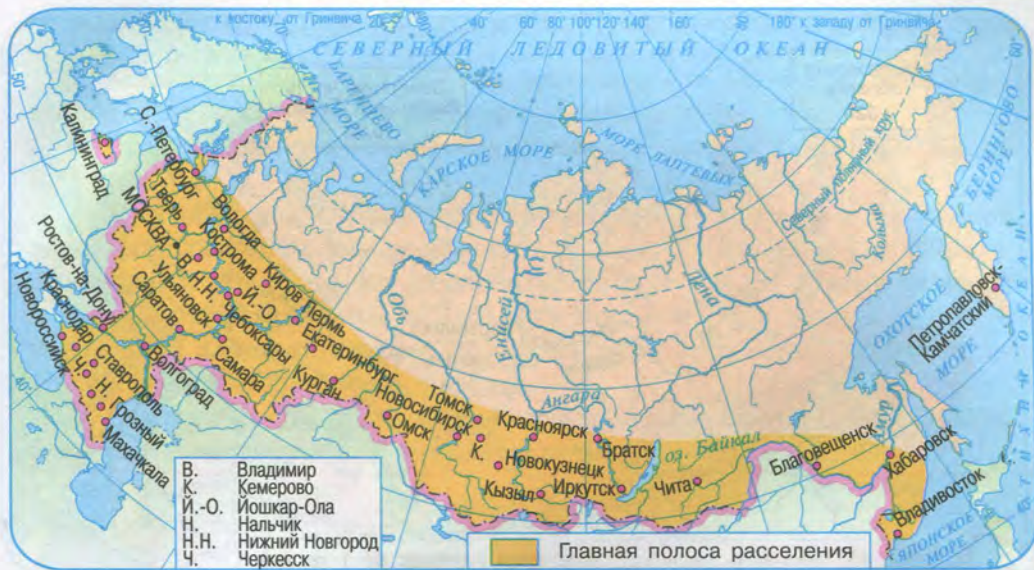 к востоку от Гринвича 20° 180° 40° 60° 80° 100° 120° 140° 160° 180° к западу от Гринвича
СЕВЕРНЫЙ ЛЕДОВИТЫЙ ОКЕАН
60°
50°
40°
БАРЕНЦЕВО МОРЕ
КАРСКОЕ МОРЕ
МОРЕ ЛАПТЕВЫХ
Северный полярный круг
БЕРИНГОВО МОРЕ
ОХОТСКОЕ МОРЕ
ЯПОНСКОЕ МОРЕ
Калининград
С.-Петербург
Тверь
МОСКВА
Вологда
Кострома
В.
Н.Н.
Й.-О.
Киров
Пермь
Ульяновск
Чебоксары
Саратов
Самара
Екатеринбург
Курган
Ростов-на-Дону
Краснодар
Новороссийск
Ч.
Н.
Ставрополь
Волгоград
Грозный
Махачкала
Обь
Енисей
Ангара
Лена
Колыма
Амур
оз. Байкал
Омск
Новосибирск
Томск
К.
Новокузнецк
Красноярск
Кызыл
Братск
Иркутск
Чита
Благовещенск
Хабаровск
Владивосток
Петропавловск-
Камчатский
В. Владимир
К. Кемерово
Й.-О. Йошкар-Ола
Н. Нальчик
Н.Н. Нижний Новгород
Ч. Черкесск
Главная полоса расселения